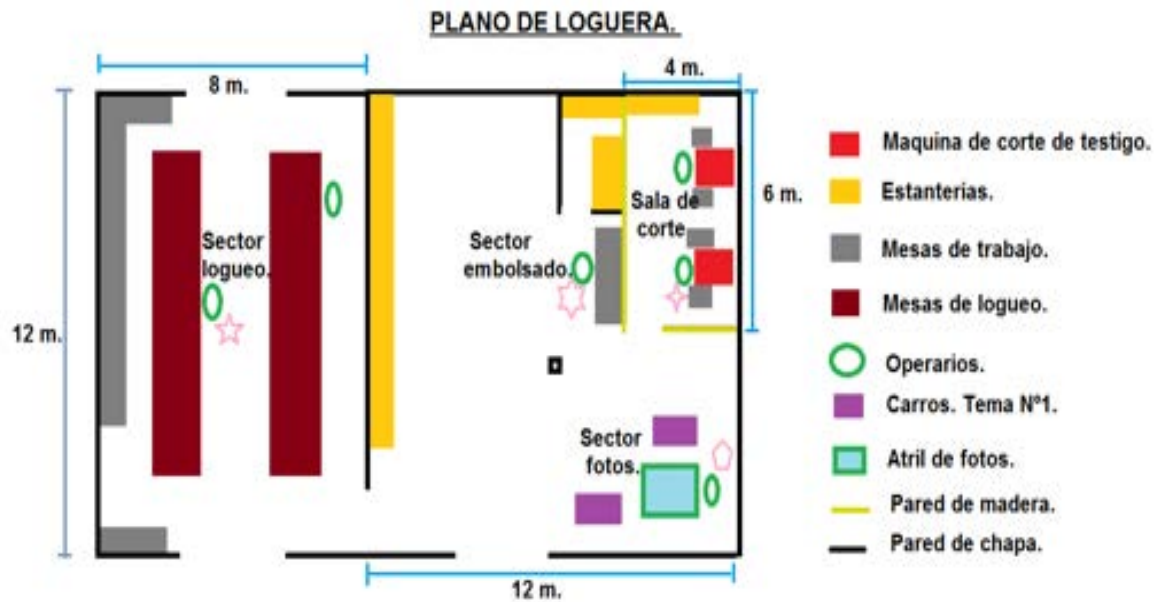 PLANO DE LOGUERA.
8 m.
4 m.
12 m.
6 m.
Sector
logueo.
Sector
embolsado.
Sala de
corte
Sector
fotos.
12 m.
Maquina de corte de testigo.
Estanterias.
Mesas de trabajo.
Mesas de logueo.
Operarios.
Carros. Tema Nº1.
Atril de fotos.
Pared de madera.
Pared de chapa.